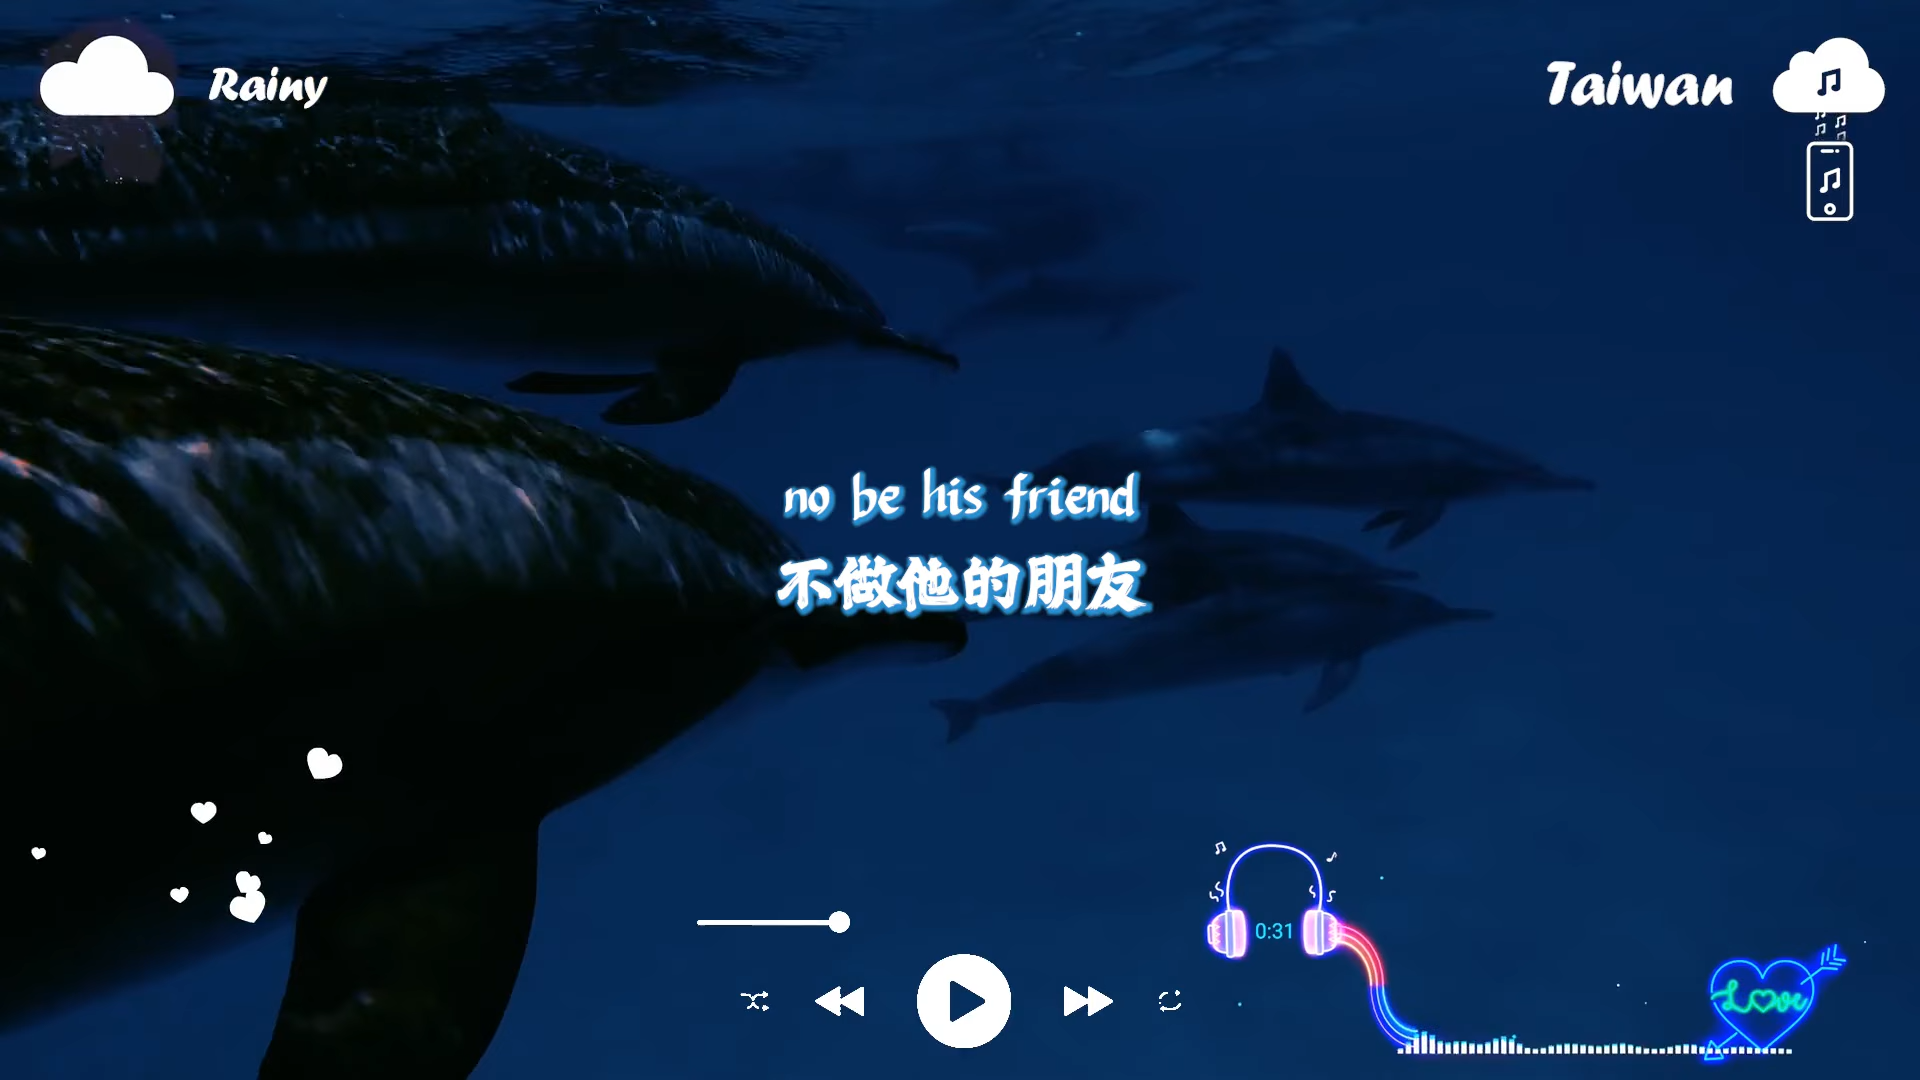 Rainy
Taiwan
no be his friend
不做他的朋友
0:31
Love